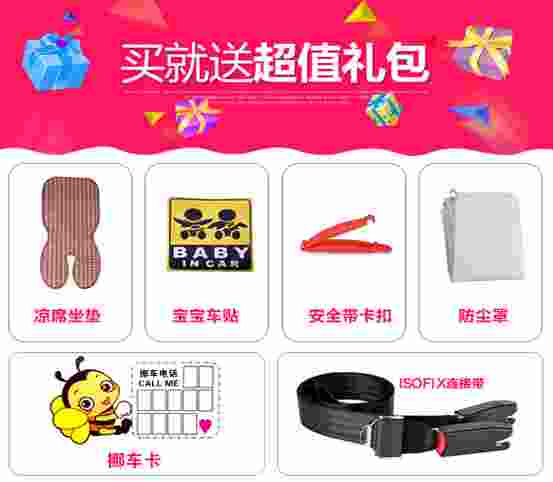 买就送超值礼包
BABY
IN CAR
凉席坐垫
宝宝车贴
安全带卡扣
防尘罩
挪车电话
CALL ME
挪车卡
ISOFIX连接带